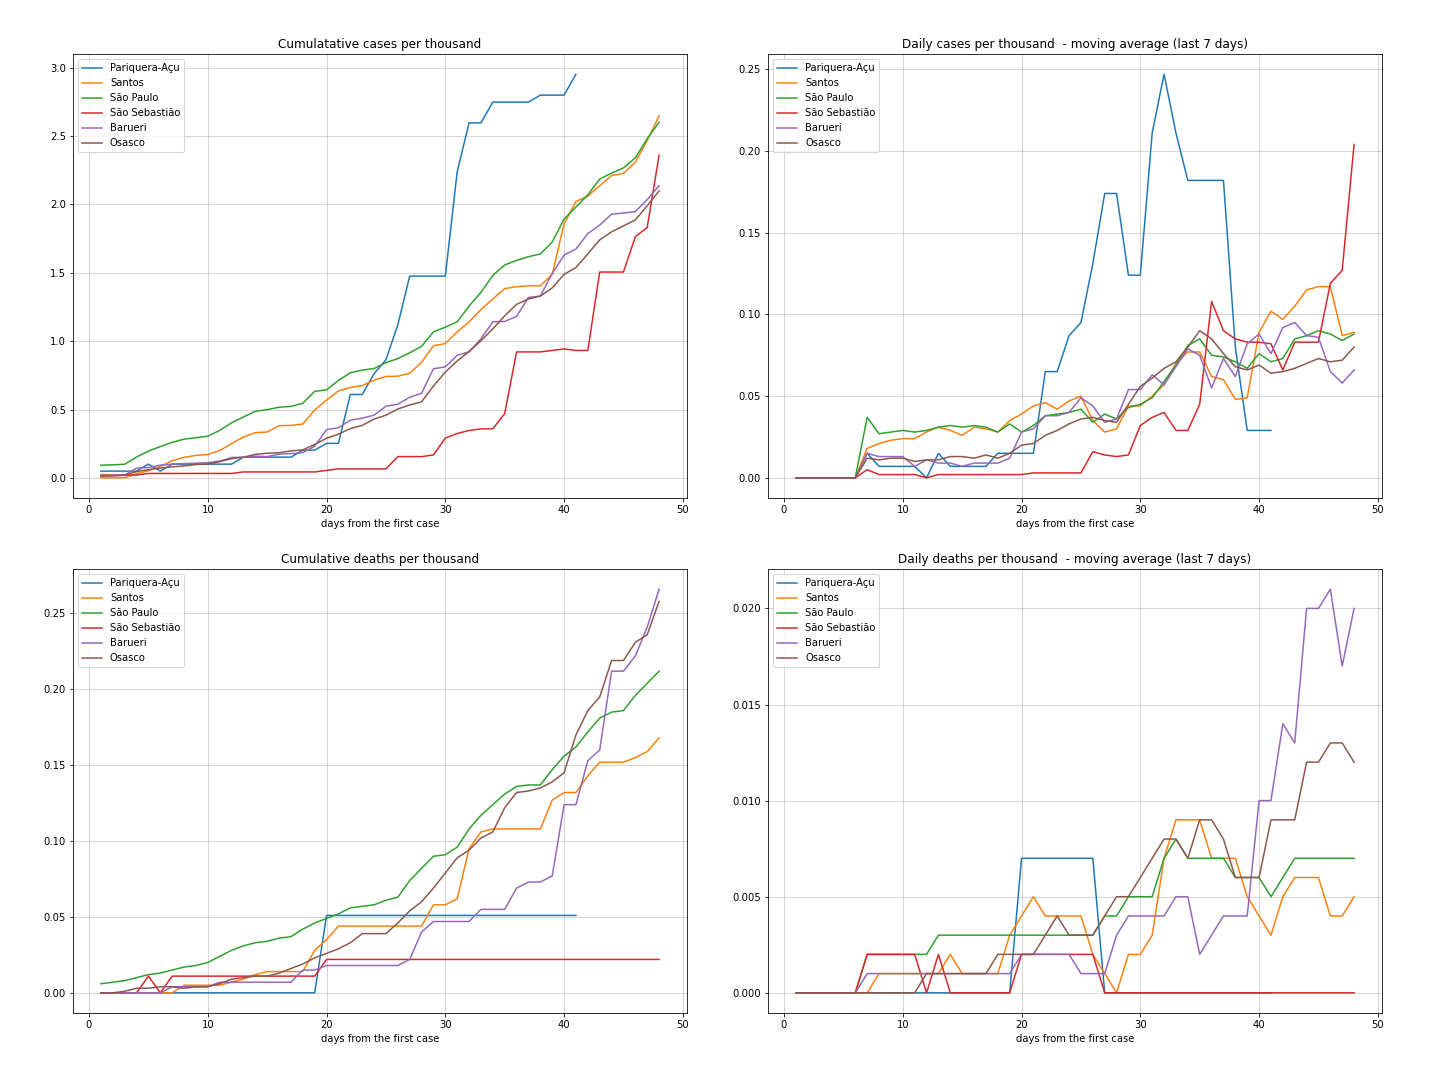 Cumulatative cases per thousand
Pariquera-Açu
Santos
São Paulo
São Sebastião
Barueri
Osasco
3.0
2.5
2.0
1.5
1.0
0.5
0.0
0 10 20 30 40 50
days from the first case
Daily cases per thousand  - moving average (last 7 days)
Pariquera-Açu
Santos
São Paulo
São Sebastião
Barueri
Osasco
0.25
0.20
0.15
0.10
0.05
0.00
0 10 20 30 40 50
days from the first case
Cumulative deaths per thousand
Pariquera-Açu
Santos
São Paulo
São Sebastião
Barueri
Osasco
0.25
0.20
0.15
0.10
0.05
0.00
0 10 20 30 40 50
days from the first case
Daily deaths per thousand  - moving average (last 7 days)
Pariquera-Açu
Santos
São Paulo
São Sebastião
Barueri
Osasco
0.020
0.015
0.010
0.005
0.000
0 10 20 30 40 50
days from the first case